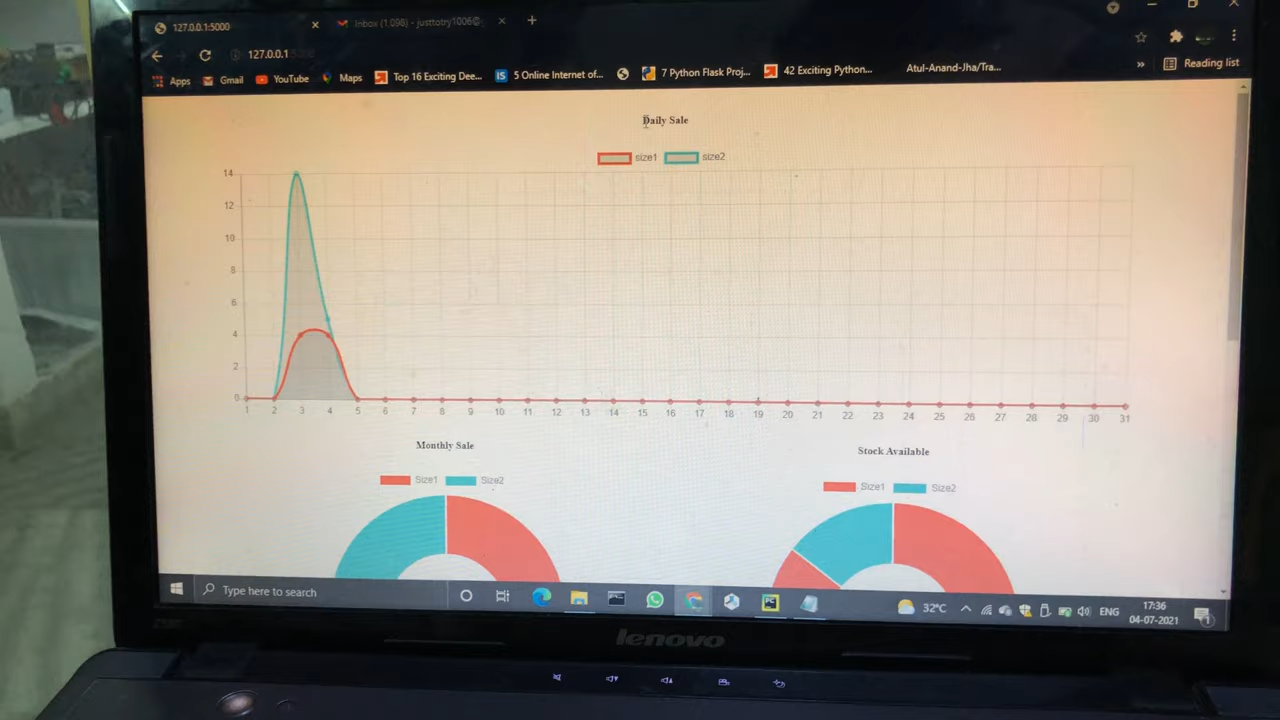 127.0.0.1:5000
Inbox (1,098) - justtotry1006@
127.0.0.1
Apps Gmail YouTube Maps Top 16 Exciting Dee... 5 Online Internet of... 7 Python Flask Proj... 42 Exciting Python... Atul-Anand-Jha/Tra... » Reading list
Daily Sale
size1 size2
14
12
10
8
6
4
2
0
1 2 3 4 5 6 7 8 9 10 11 12 13 14 15 16 17 18 19 20 21 22 23 24 25 26 27 28 29 30 31
Monthly Sale
Size1 Size2
Stock Available
Size1 Size2
Type here to search
32°C ENG
17:36
04-07-2021
lenovo